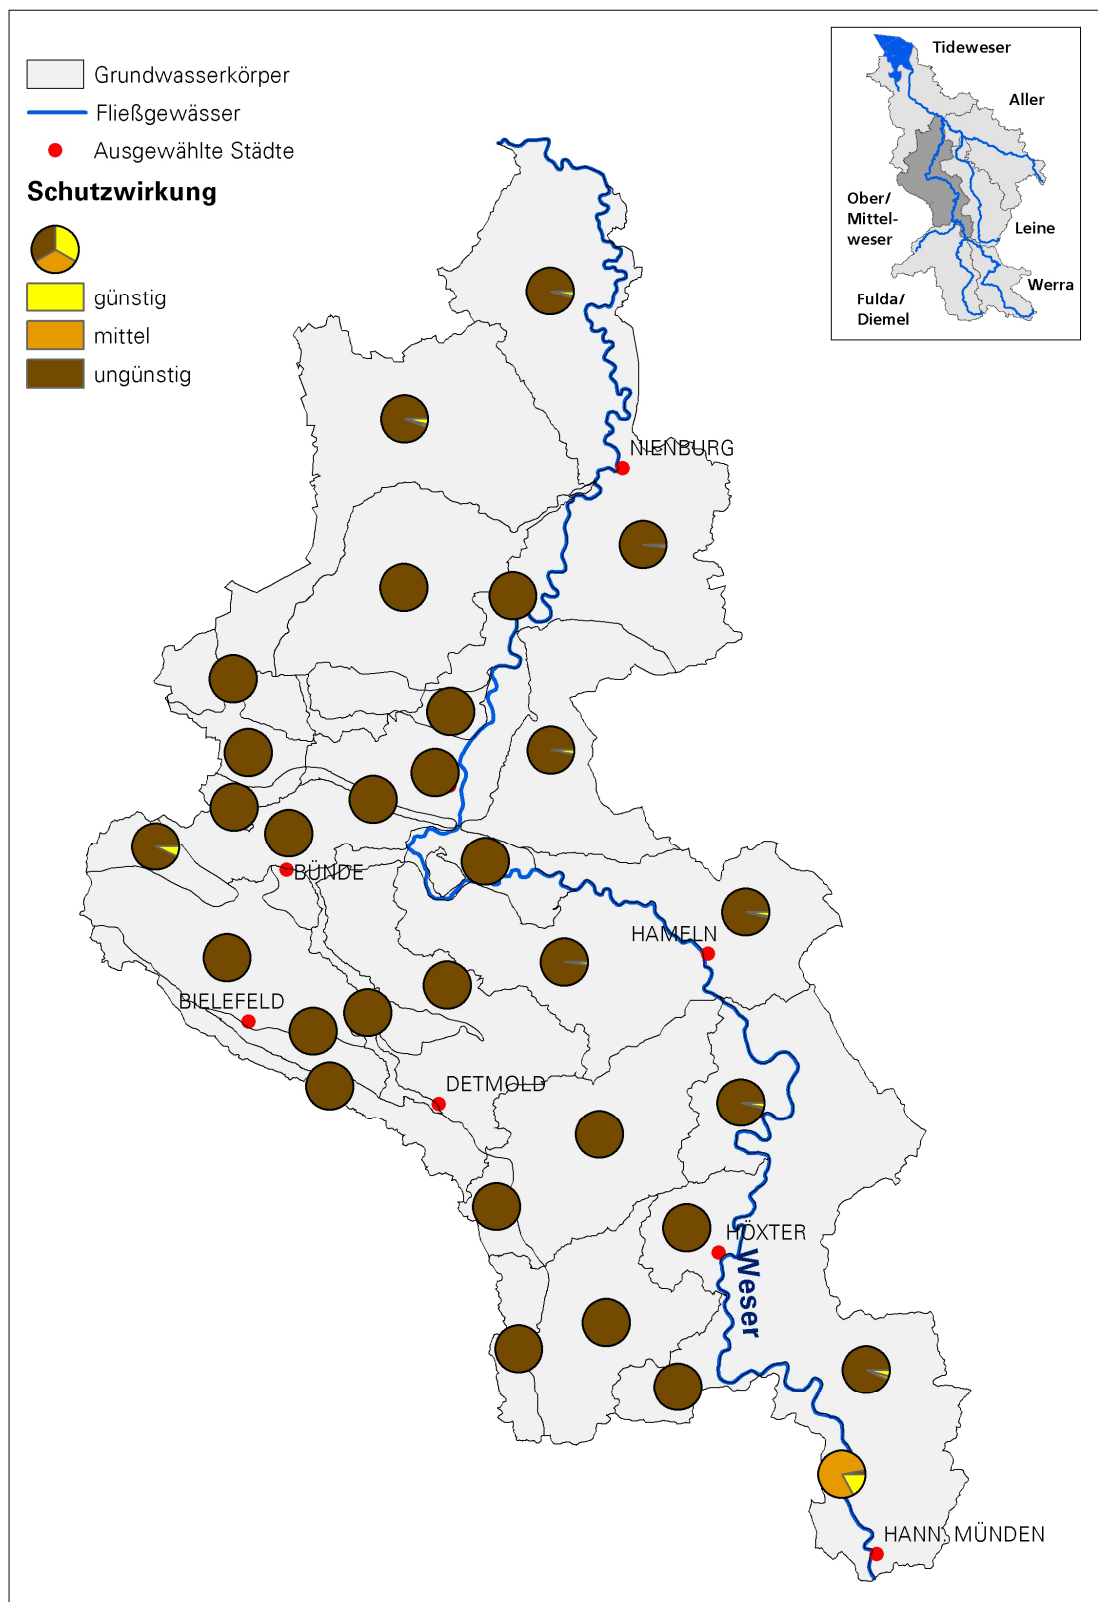 Grundwasserkörper
Fließgewässer
Ausgewählte Städte
Schutzwirkung
günstig
mittel
ungünstig
Tideweser
Aller
Ober/
Mittel-
weser
Leine
Werra
Fulda/
Diemel
NIENBURG
BÜNDE
HAMELN
BIELEFELD
DETMOLD
HÖXTER
Weser
HANN. MÜNDEN